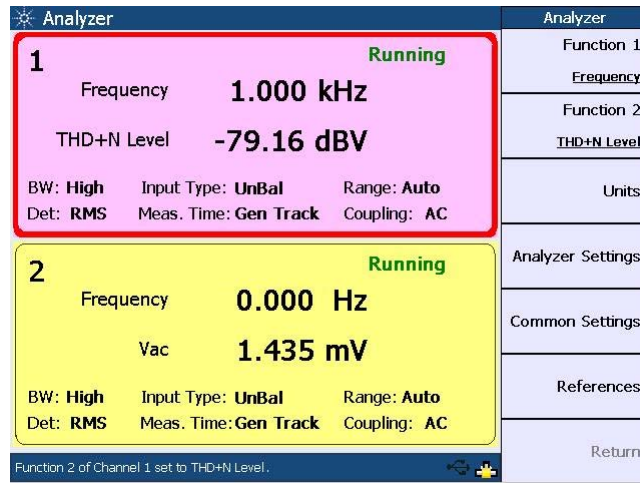 Analyzer
1
Running
Frequency 1.000 kHz
THD+N Level -79.16 dBV
BW: High Input Type: UnBal Range: Auto
Det: RMS Meas. Time: Gen Track Coupling: AC
2
Running
Frequency 0.000 Hz
Vac 1.435 mV
BW: High Input Type: UnBal Range: Auto
Det: RMS Meas. Time: Gen Track Coupling: AC
Function 2 of Channel 1 set to THD+N Level.
Analyzer
Function 1
Frequency
Function 2
THD+N Level
Units
Analyzer Settings
Common Settings
References
Return